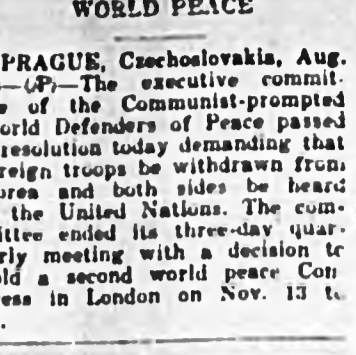 WORLD PEACE
PRAGUE, Czechoslovakia, Aug.
—(JP)—The executive commit-
of the Communist-prompted
orld Defenders of Peace passed
resolution today demanding that
reign troops be withdrawn from
orea and both sides be heard
the United Nations. The com-
ittee ended its three-day quar-
rly meeting with a decision to
old a second world peace Con
ress in London on Nov. 13 to